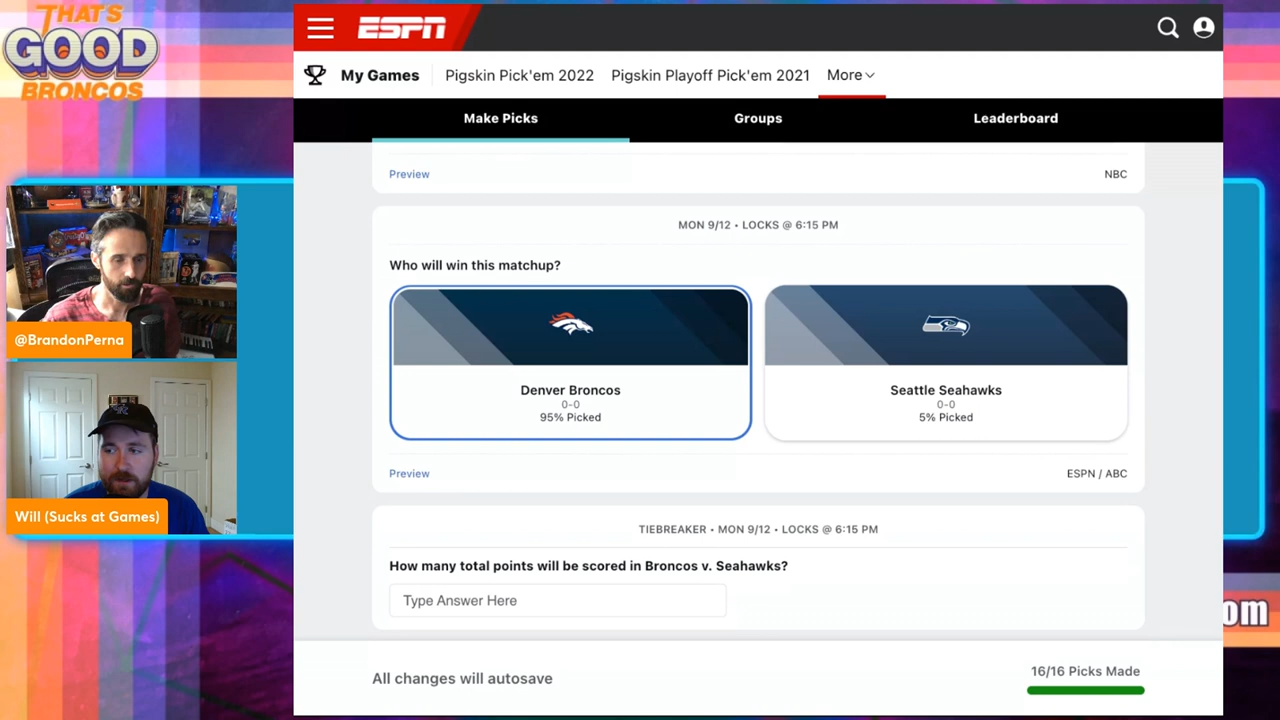 THAT'S
GOOD
BRONCOS
ESPN
My Games
Pigskin Pick'em 2022
Pigskin Playoff Pick'em 2021
More
Make Picks
Groups
Leaderboard
Preview
NBC
MON 9/12 • LOCKS @ 6:15 PM
Who will win this matchup?
Denver Broncos
0-0
95% Picked
Seattle Seahawks
0-0
5% Picked
Preview
ESPN / ABC
TIEBREAKER • MON 9/12 • LOCKS @ 6:15 PM
How many total points will be scored in Broncos v. Seahawks?
Type Answer Here
All changes will autosave
16/16 Picks Made
@BrandonPerna
Will (Sucks at Games)
om